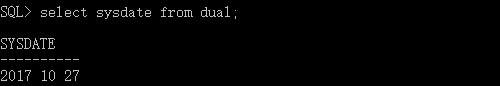 SQL> select sysdate from dual;
SYSDATE
----------
2017 10 27